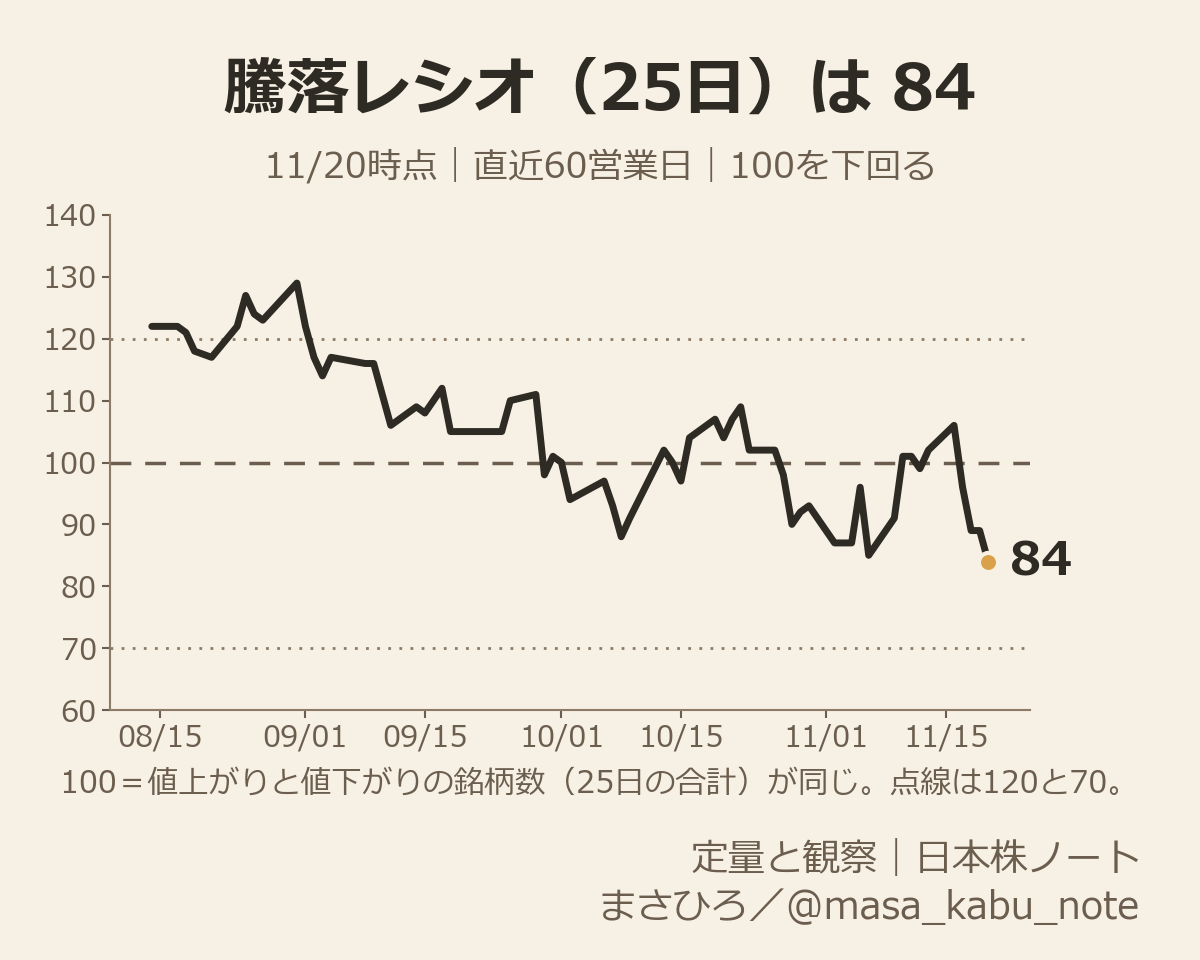 騰落レシオ（25日）は 84
11/20時点｜直近60営業日｜100を下回る
140
130
120
110
100
90
80
70
60
84
08/15 09/01 09/15 10/01 10/15 11/01 11/15
100＝値上がりと値下がりの銘柄数（25日の合計）が同じ。点線は120と70。
定量と観察｜日本株ノート
まさひろ／@masa_kabu_note